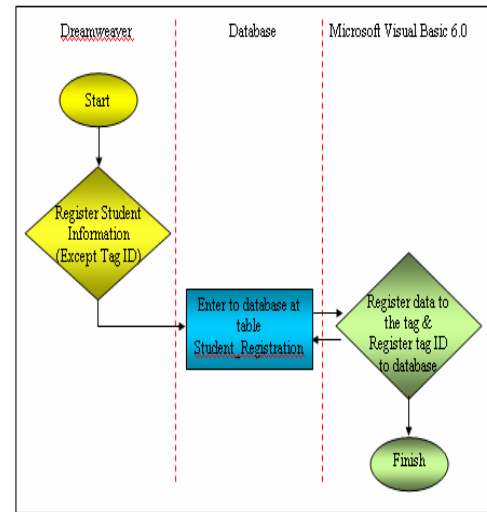 Dreamweaver
Database
Microsoft Visual Basic 6.0
Start
Register Student
Information
(Except Tag ID)
Enter to database at
table
Student_Registration
Register data to
the tag &
Register tag ID
to database
Finish